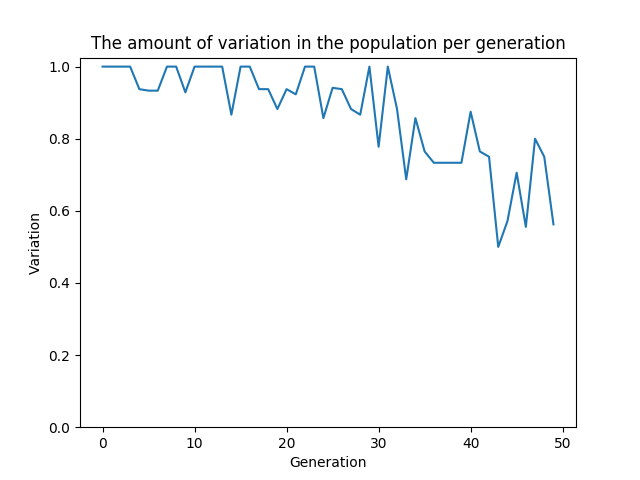 The amount of variation in the population per generation
1.0
0.8
0.6
0.4
0.2
0.0
Variation
0 10 20 30 40 50
Generation